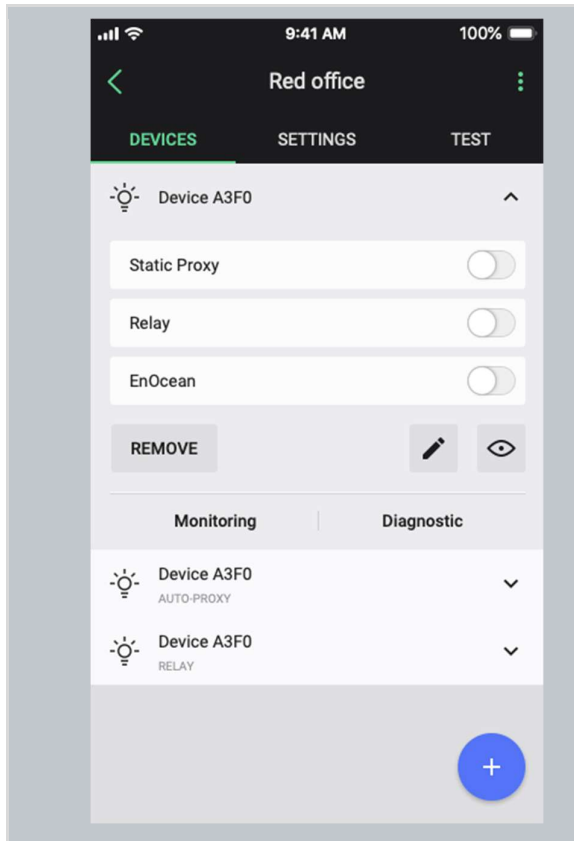 9:41 AM 100%
Red office
DEVICES SETTINGS TEST
Device A3F0
Static Proxy
Relay
EnOcean
REMOVE
Monitoring Diagnostic
Device A3F0
AUTO-PROXY
Device A3F0
RELAY